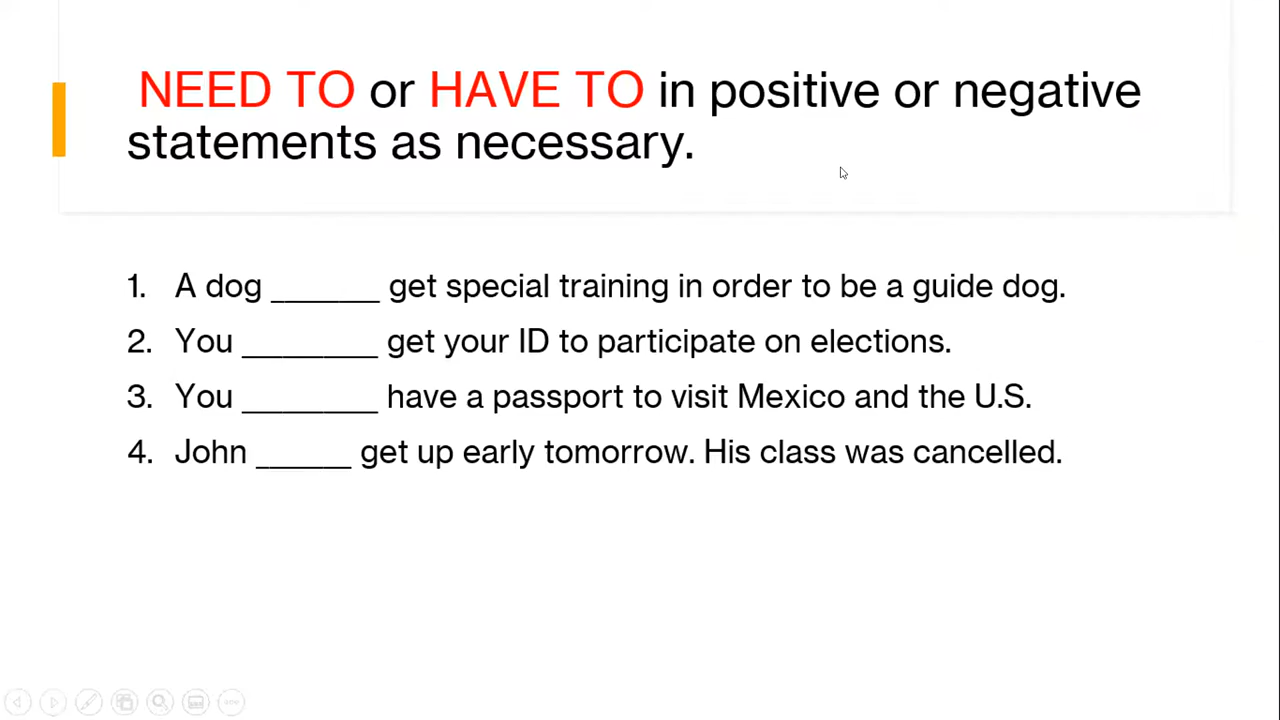 NEED TO or HAVE TO in positive or negative
statements as necessary.
1. A dog ______ get special training in order to be a guide dog.
2. You ________ get your ID to participate on elections.
3. You ________ have a passport to visit Mexico and the U.S.
4. John ______ get up early tomorrow. His class was cancelled.